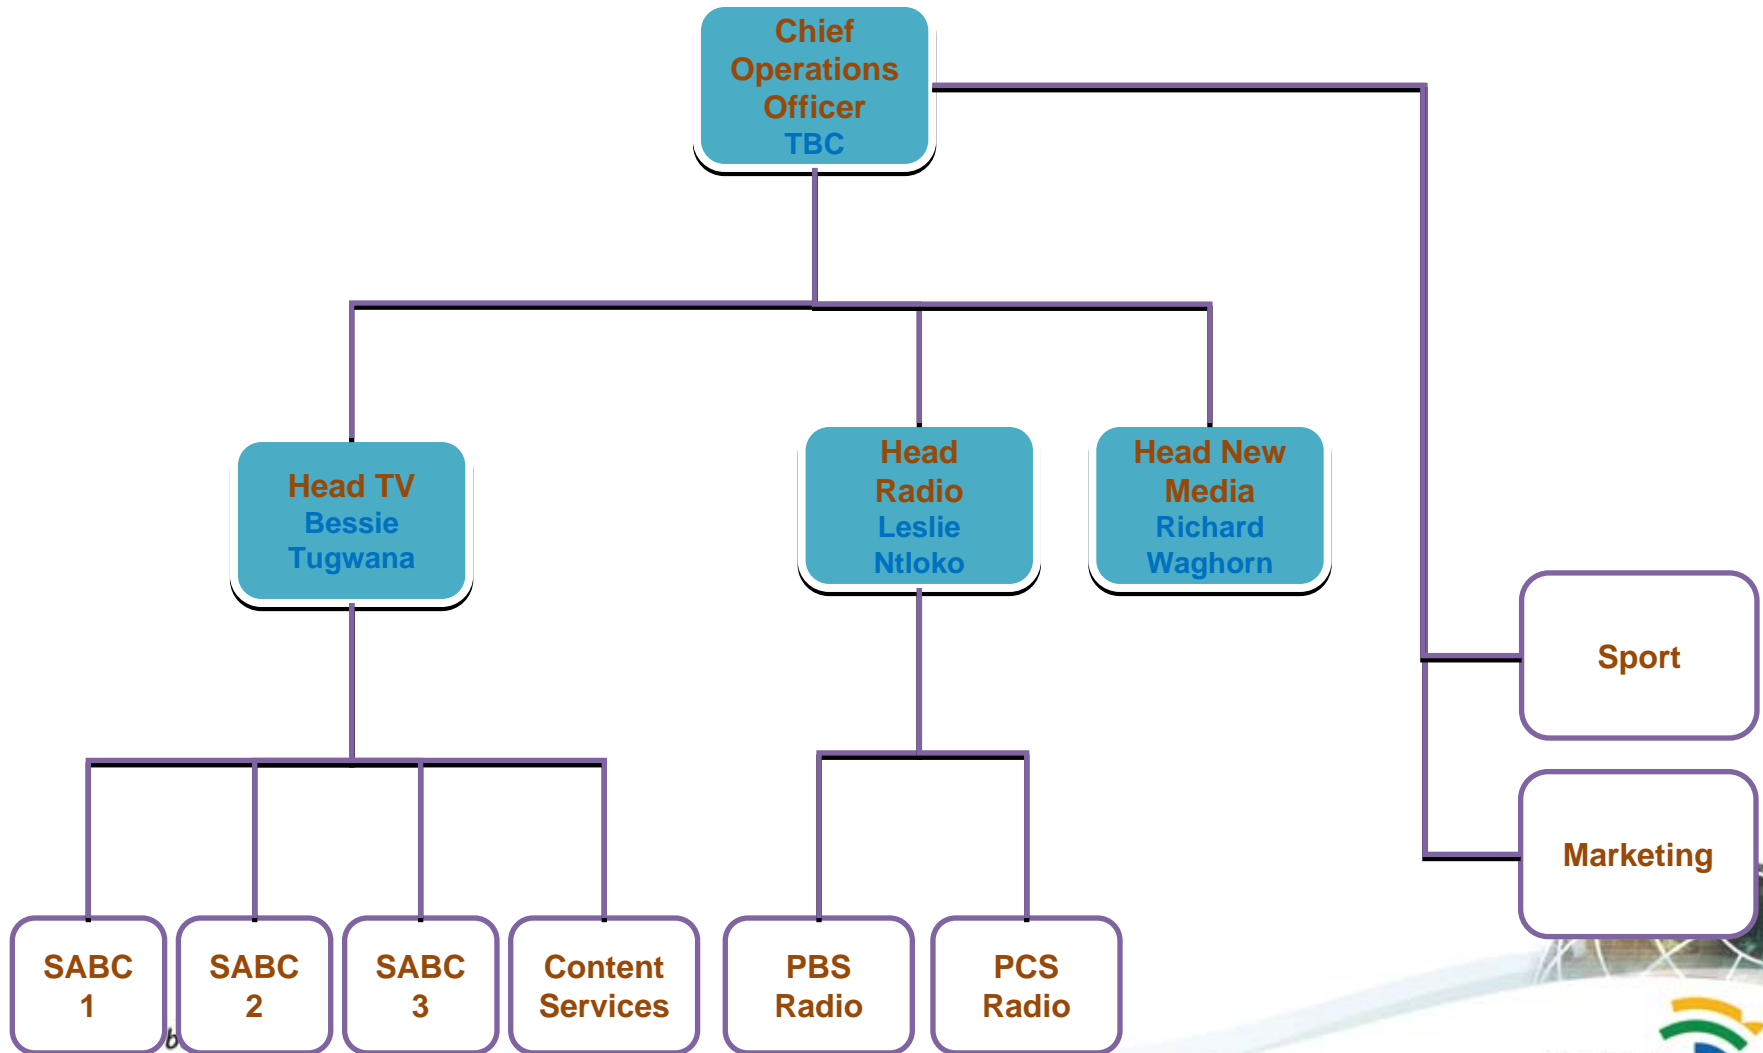 Chief
Operations
Officer
TBC
Head TV
Bessie
Tugwana
Head
Radio
Leslie
Ntloko
Head New
Media
Richard
Waghorn
Sport
Marketing
SABC
1
SABC
2
SABC
3
Content
Services
PBS
Radio
PCS
Radio